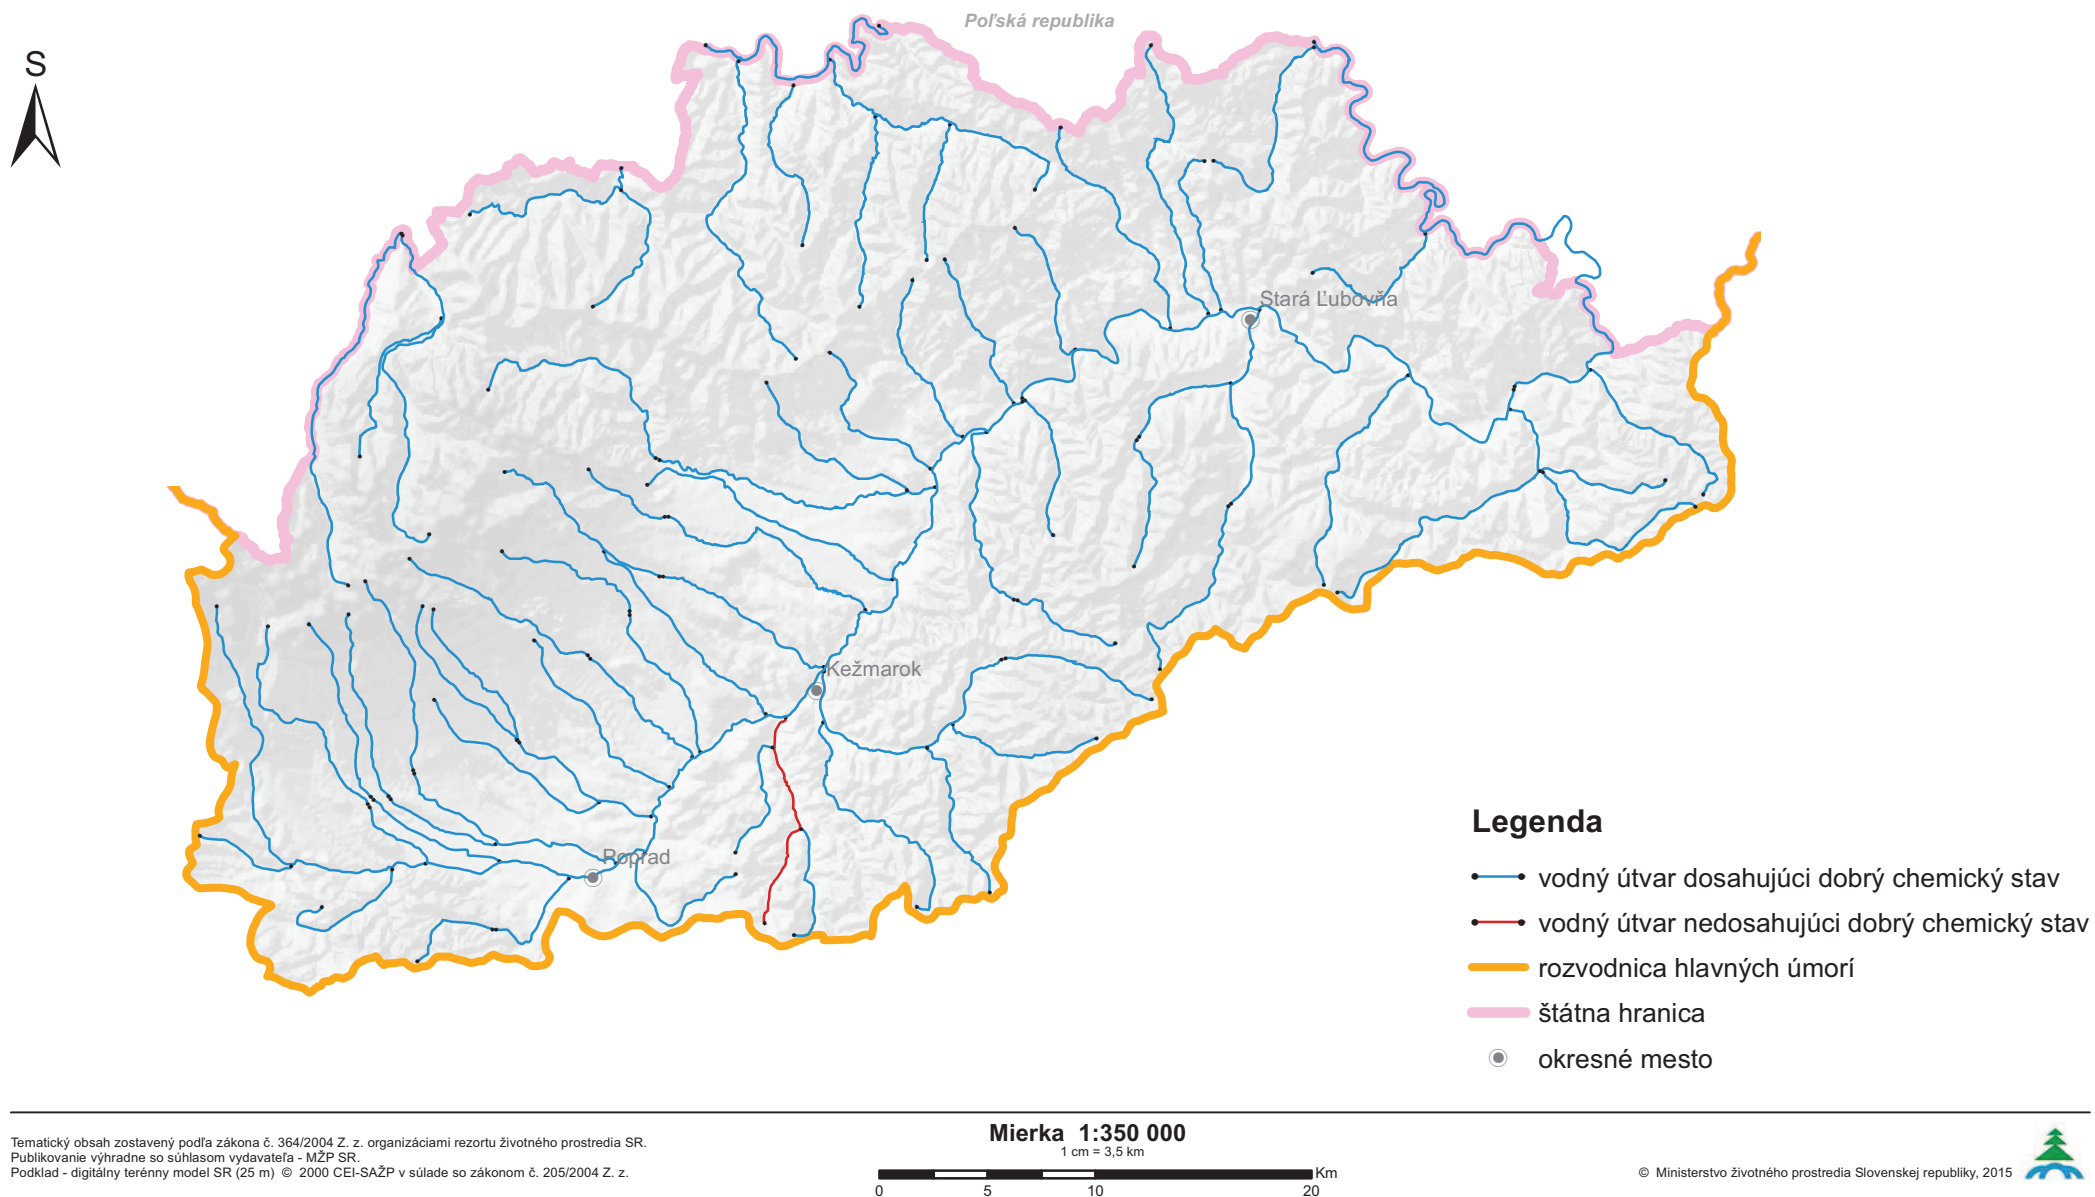 Poľská republika
S
Stará Ľubovňa
Kežmarok
Poprad
Legenda
vodný útvar dosahujúci dobrý chemický stav
vodný útvar nedosahujúci dobrý chemický stav
rozvodnica hlavných úmorí
štátna hranica
okresné mesto
Tematický obsah zostavený podľa zákona č. 364/2004 Z. z. organizáciami rezortu životného prostredia SR.
Publikovanie výhradne so súhlasom vydavateľa - MŽP SR.
Podklad - digitálny terénny model SR (25 m) © 2000 CEI-SAŽP v súlade so zákonom č. 205/2004 Z. z.
Mierka 1:350 000
1 cm = 3,5 km
Km
0 5 10 20
© Ministerstvo životného prostredia Slovenskej republiky, 2015